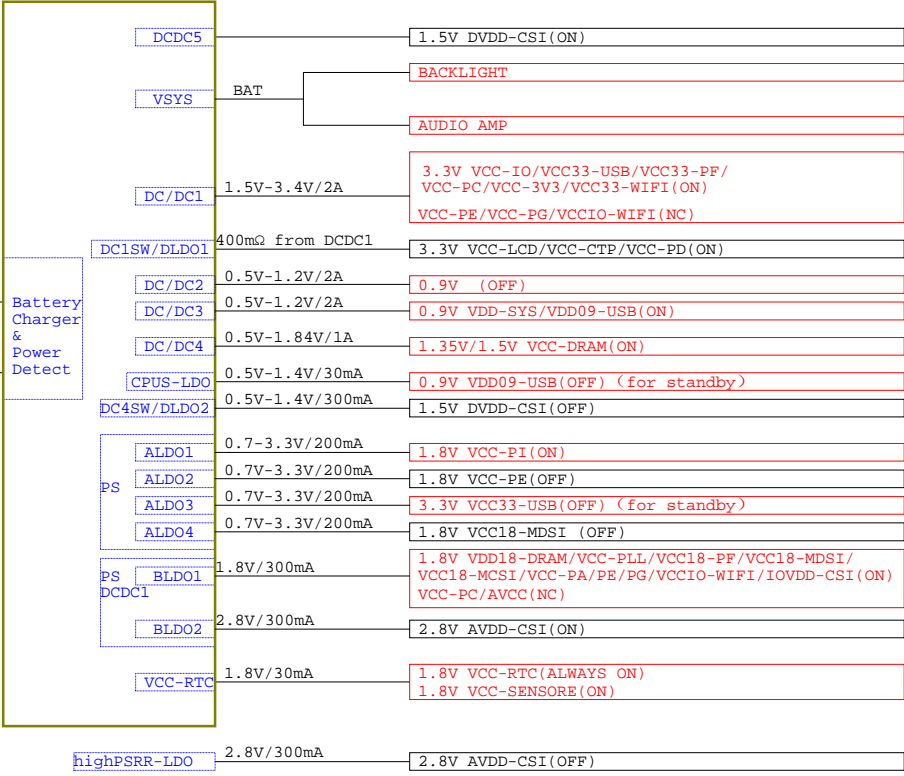 DCDC5
1.5V DVDD-CSI(ON)
BACKLIGHT
VSYS
BAT
AUDIO AMP
3.3V VCC-IO/VCC33-USB/VCC33-PF/
DC/DC1
1.5V-3.4V/2A
VCC-PC/VCC-3V3/VCC33-WIFI(ON)
VCC-PE/VCC-PG/VCCIO-WIFI(NC)
DC1SW/DLDO1
400mΩ from DCDC1
3.3V VCC-LCD/VCC-CTP/VCC-PD(ON)
DC/DC2
0.5V-1.2V/2A
0.9V (OFF)
Battery
Charger
&
Power
Detect
DC/DC3
0.5V-1.2V/2A
0.9V VDD-SYS/VDD09-USB(ON)
DC/DC4
0.5V-1.84V/1A
1.35V/1.5V VCC-DRAM(ON)
CPUS-LDO
0.5V-1.4V/30mA
0.9V VDD09-USB(OFF)（for standby）
DC4SW/DLDO2
0.5V-1.4V/300mA
1.5V DVDD-CSI(OFF)
PS
ALDO1
0.7-3.3V/200mA
1.8V VCC-PI(ON)
ALDO2
0.7V-3.3V/200mA
1.8V VCC-PE(OFF)
ALDO3
0.7V-3.3V/200mA
3.3V VCC33-USB(OFF)（for standby）
ALDO4
0.7V-3.3V/200mA
1.8V VCC18-MDSI (OFF)
PS
DCDC1
BLDO1
1.8V/300mA
1.8V VDD18-DRAM/VCC-PLL/VCC18-PF/VCC18-MDSI/
VCC18-MCSI/VCC-PA/PE/PG/VCCIO-WIFI/IOVDD-CSI(ON)
VCC-PC/AVCC(NC)
BLDO2
2.8V/300mA
2.8V AVDD-CSI(ON)
VCC-RTC
1.8V/30mA
1.8V VCC-RTC(ALWAYS ON)
1.8V VCC-SENSORE(ON)
highPSRR-LDO
2.8V/300mA
2.8V AVDD-CSI(OFF)